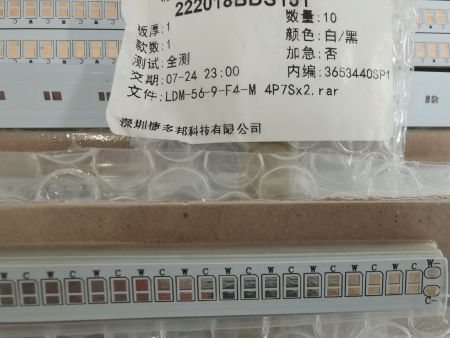 222018BDS151
板厚:1
数量:10
款数:1
颜色:白/黑
测试:全测
加急:否
交期:07-24 23:00
内编:3653440SP1
文件:LDM-56-9-F4-M 4P7Sx2.rar
深圳捷多邦科技有限公司
W C W C W C W C W C W C W C W C W C W-
C-